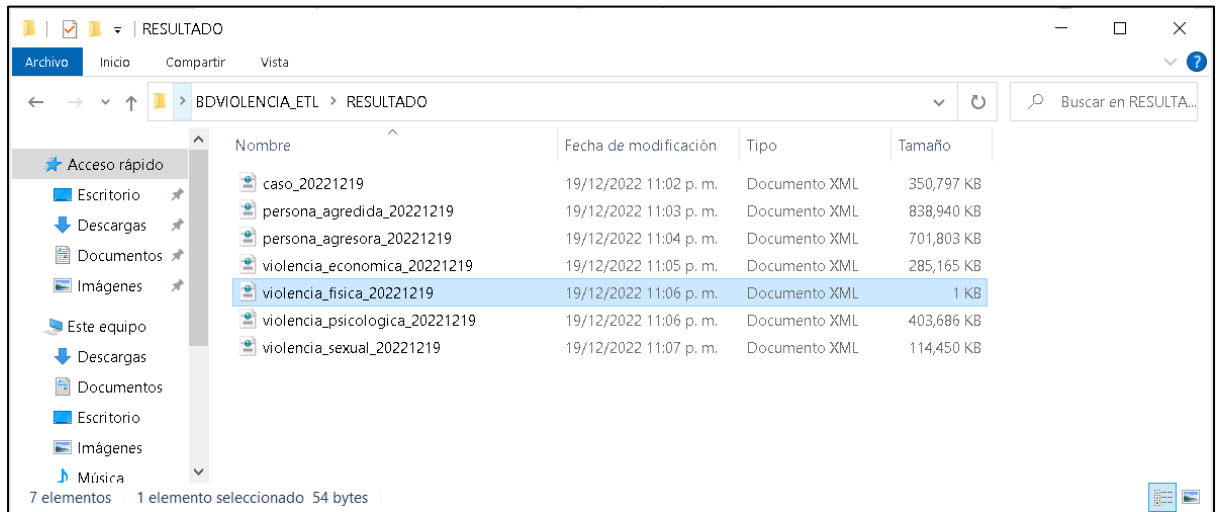 RESULTADO
Archivo Inicio Compartir Vista
BDVIOLENCIA_ETL > RESULTADO Buscar en RESULTA...
Nombre Fecha de modificación Tipo Tamaño
Acceso rápido
Escritorio
Descargas
Documentos
Imágenes
Este equipo
Descargas
Documentos
Escritorio
Imágenes
Música
caso_20221219 19/12/2022 11:02 p. m. Documento XML 350,797 KB
persona_agredida_20221219 19/12/2022 11:03 p. m. Documento XML 838,940 KB
persona_agresora_20221219 19/12/2022 11:04 p. m. Documento XML 701,803 KB
violencia_economica_20221219 19/12/2022 11:05 p. m. Documento XML 285,165 KB
violencia_fisica_20221219 19/12/2022 11:06 p. m. Documento XML 1 KB
violencia_psicologica_20221219 19/12/2022 11:06 p. m. Documento XML 403,686 KB
violencia_sexual_20221219 19/12/2022 11:07 p. m. Documento XML 114,450 KB
7 elementos 1 elemento seleccionado 54 bytes